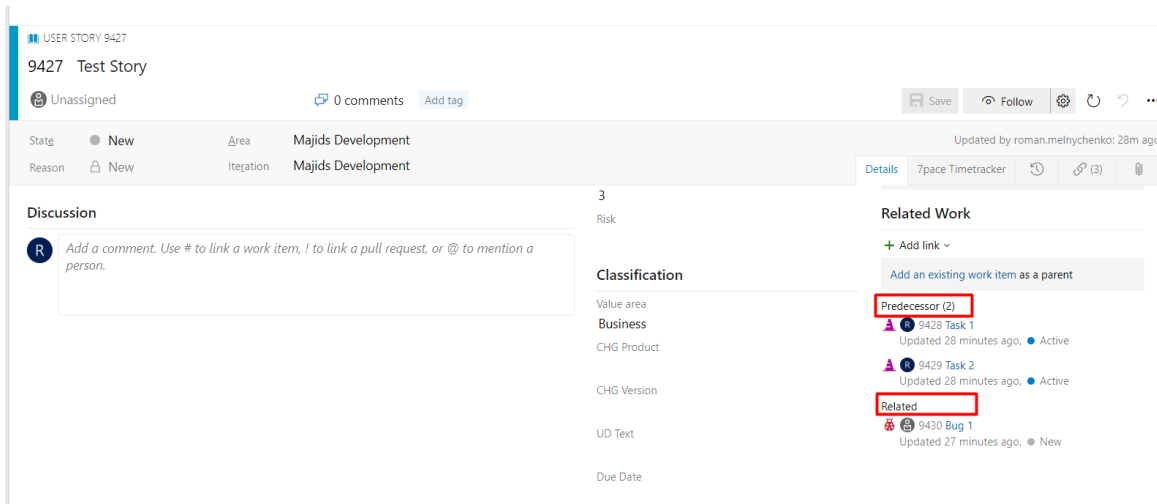 USER STORY 9427
9427 Test Story
Unassigned
0 comments
Add tag
Save
Follow
State
New
Area
Majids Development
Updated by roman.melnychenko: 28m ago
Reason
New
Iteration
Majids Development
Details
7pace Timetracker
(3)
Discussion
R
Add a comment. Use # to link a work item, ! to link a pull request, or @ to mention a
person.
3
Risk
Classification
Value area
Business
CHG Product
CHG Version
UD Text
Due Date
Related Work
+ Add link
Add an existing work item as a parent
Predecessor (2)
R 9428 Task 1
Updated 28 minutes ago, ● Active
R 9429 Task 2
Updated 28 minutes ago, ● Active
Related
9430 Bug 1
Updated 27 minutes ago, ● New